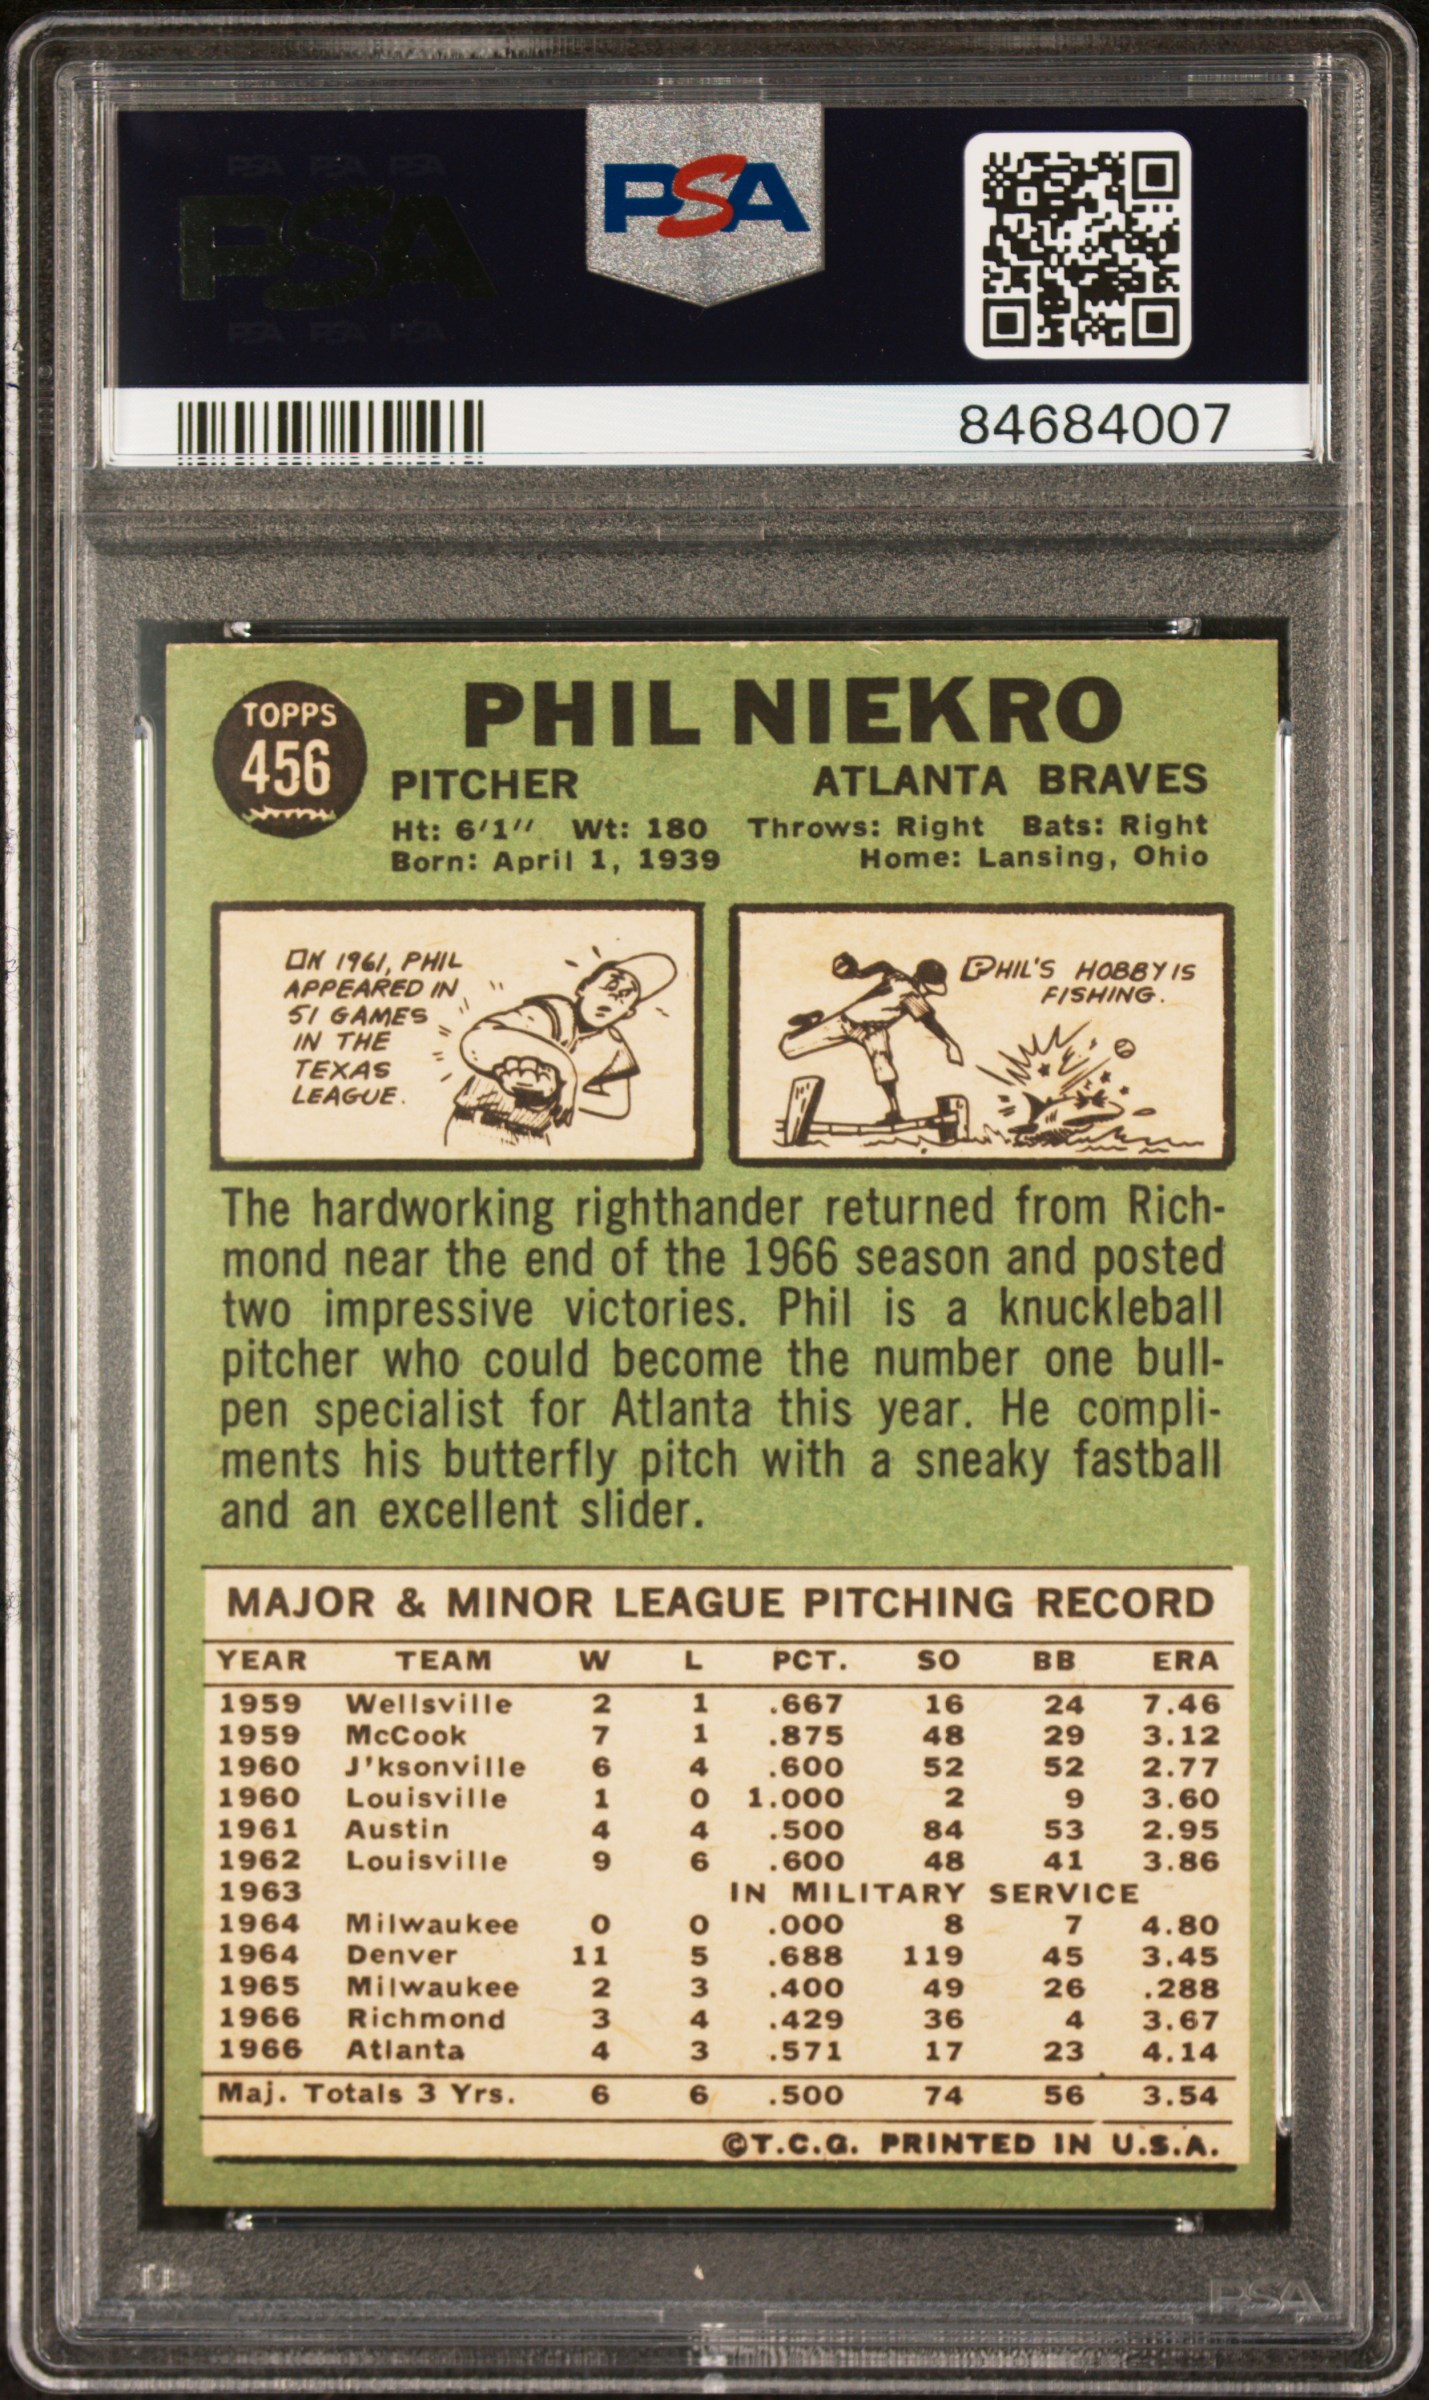 PSA PSA PSA
PSA
PSA PSA PSA
PSA
84684007
TOPPS
456
PHIL NIEKRO
PITCHER ATLANTA BRAVES
Ht: 6'1" Wt: 180 Throws: Right Bats: Right
Born: April 1, 1939 Home: Lansing, Ohio
IN 1961, PHIL
APPEARED IN
51 GAMES
IN THE
TEXAS
LEAGUE.
PHIL'S HOBBY IS
FISHING.
The hardworking righthander returned from Rich-
mond near the end of the 1966 season and posted
two impressive victories. Phil is a knuckleball
pitcher who could become the number one bull-
pen specialist for Atlanta this year. He compli-
ments his butterfly pitch with a sneaky fastball
and an excellent slider.
MAJOR & MINOR LEAGUE PITCHING RECORD
YEAR TEAM W L PCT. SO BB ERA
1959 Wellsville 2 1 .667 16 24 7.46
1959 McCook 7 1 .875 48 29 3.12
1960 J'ksonville 6 4 .600 52 52 2.77
1960 Louisville 1 0 1.000 2 9 3.60
1961 Austin 4 4 .500 84 53 2.95
1962 Louisville 9 6 .600 48 41 3.86
1963 IN MILITARY SERVICE
1964 Milwaukee 0 0 .000 8 7 4.80
1964 Denver 11 5 .688 119 45 3.45
1965 Milwaukee 2 3 .400 49 26 .288
1966 Richmond 3 4 .429 36 4 3.67
1966 Atlanta 4 3 .571 17 23 4.14
Maj. Totals 3 Yrs. 6 6 .500 74 56 3.54
©T.C.G. PRINTED IN U.S.A.
PSA